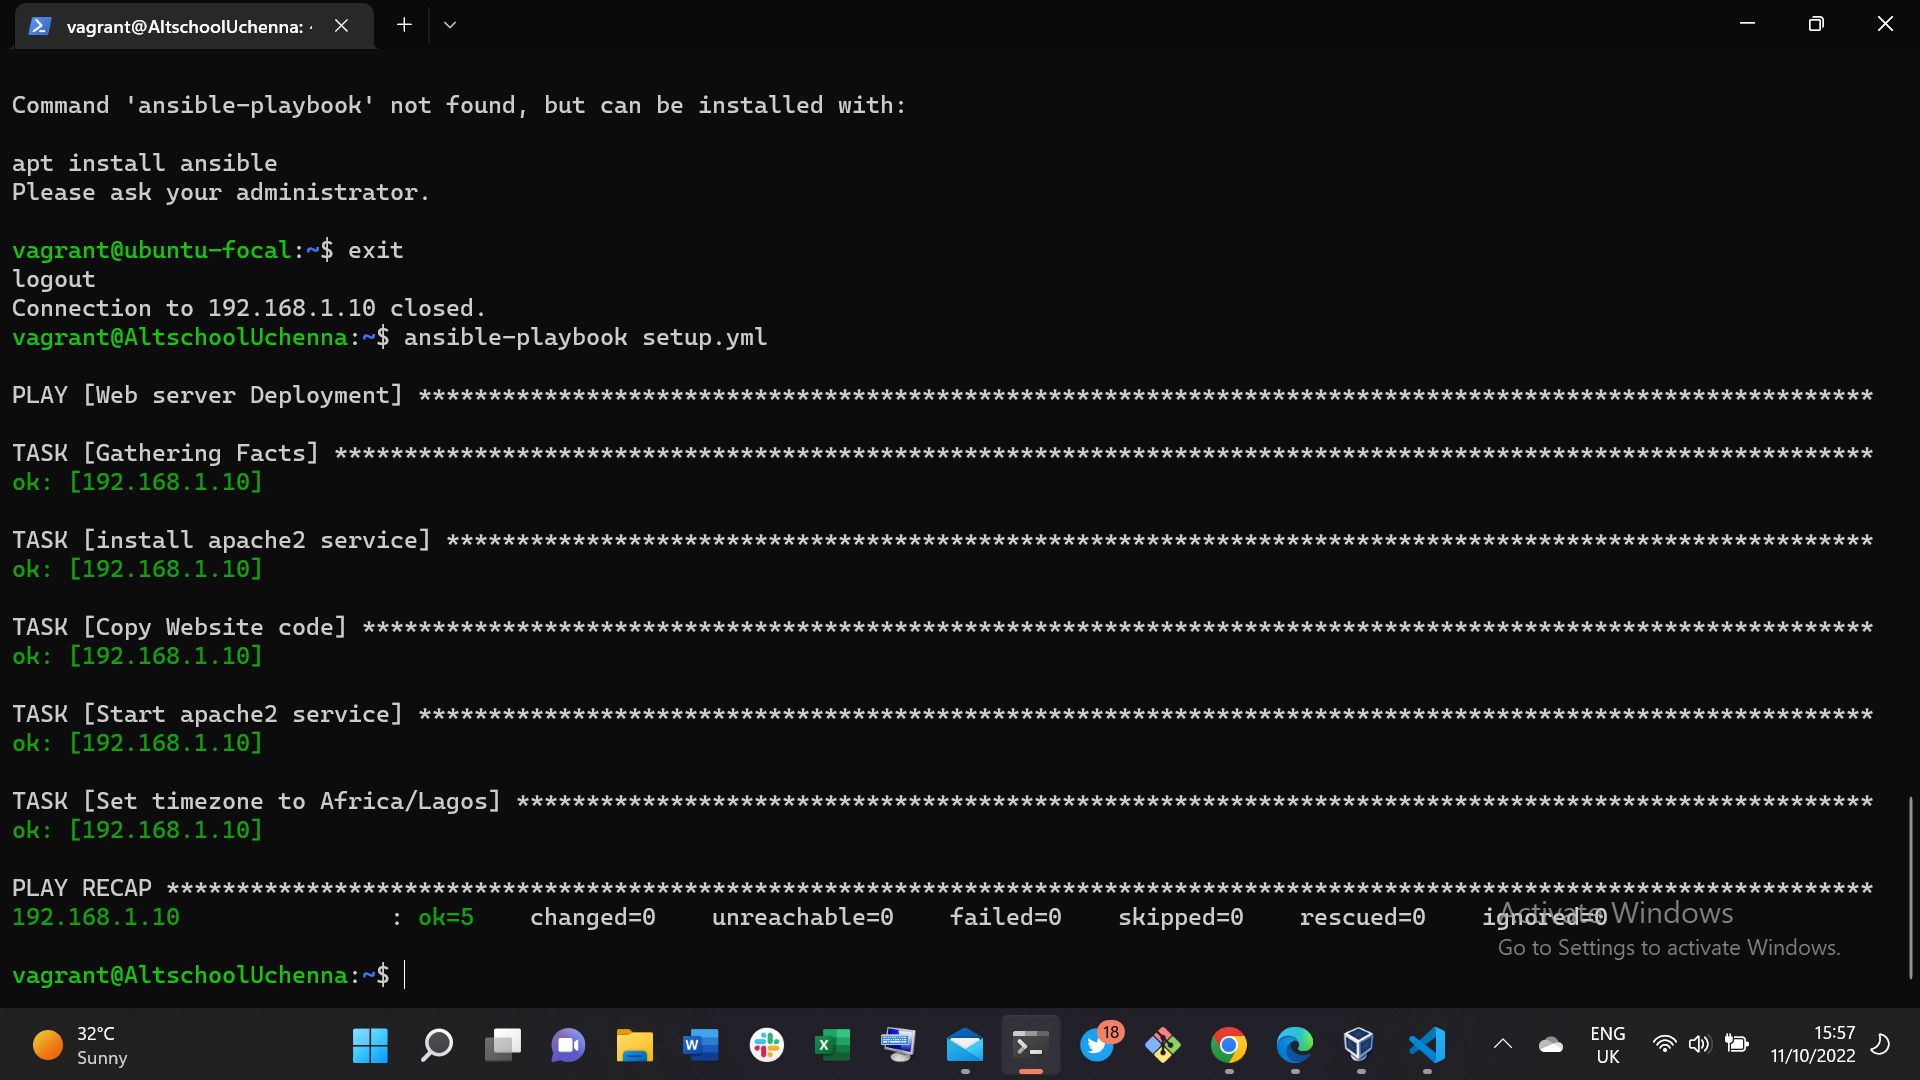 vagrant@AltschoolUchenna: ·
Command 'ansible-playbook' not found, but can be installed with:
apt install ansible
Please ask your administrator.
vagrant@ubuntu-focal:~$ exit
logout
Connection to 192.168.1.10 closed.
vagrant@AltschoolUchenna:~$ ansible-playbook setup.yml
PLAY [Web server Deployment] ********************************************************************************************************
TASK [Gathering Facts] **************************************************************************************************************
ok: [192.168.1.10]
TASK [install apache2 service] ******************************************************************************************************
ok: [192.168.1.10]
TASK [Copy Website code] ************************************************************************************************************
ok: [192.168.1.10]
TASK [Start apache2 service] ********************************************************************************************************
ok: [192.168.1.10]
TASK [Set timezone to Africa/Lagos] *************************************************************************************************
ok: [192.168.1.10]
PLAY RECAP **************************************************************************************************************************
192.168.1.10               : ok=5    changed=0    unreachable=0    failed=0    skipped=0    rescued=0    ignored=0
Activate Windows
Go to Settings to activate Windows.
vagrant@AltschoolUchenna:~$
32°C
Sunny
18
ENG
UK
15:57
11/10/2022